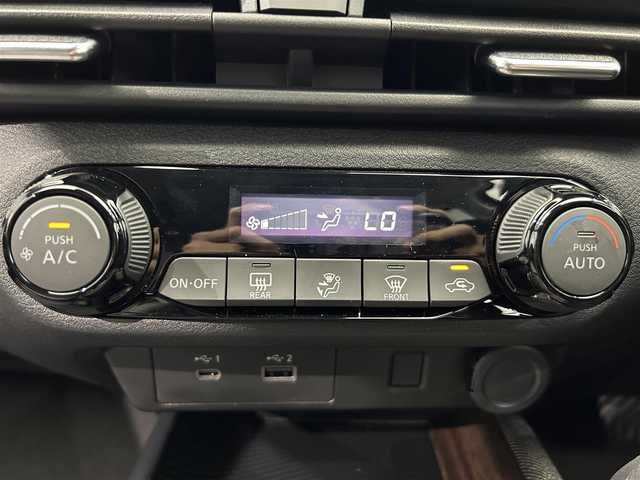 PUSH
A/C
LO
PUSH
AUTO
ON·OFF
REAR
FRONT
1
2